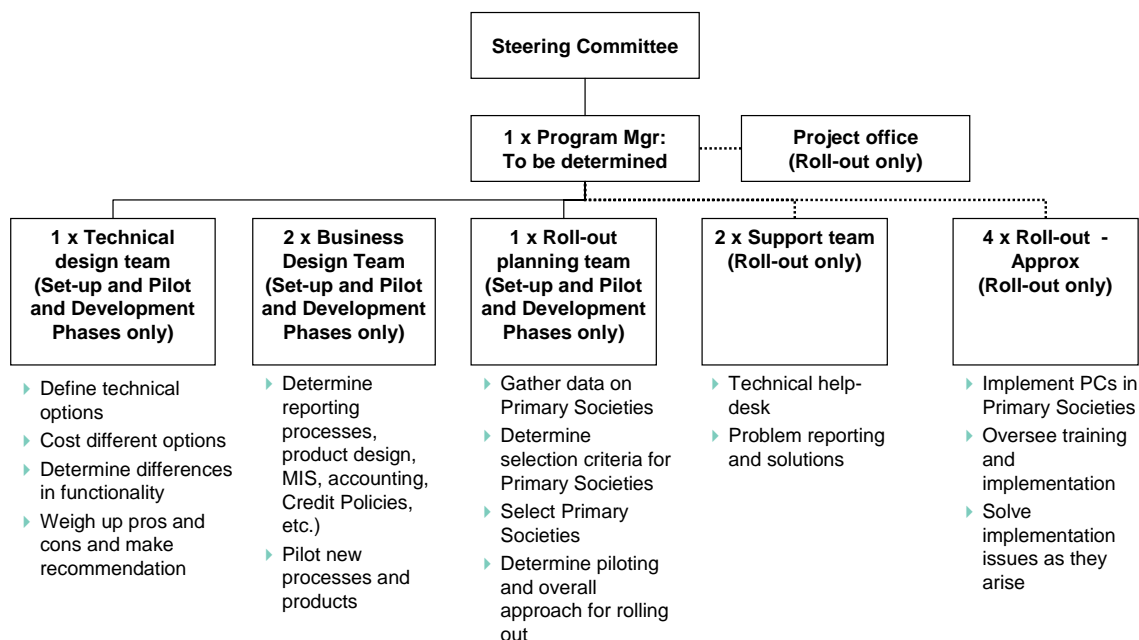 Steering Committee
1 x Program Mgr:
To be determined
Project office
(Roll-out only)
1 x Technical
design team
(Set-up and Pilot
and Development
Phases only)
2 x Business
Design Team
(Set-up and Pilot
and Development
Phases only)
1 x Roll-out
planning team
(Set-up and Pilot
and Development
Phases only)
2 x Support team
(Roll-out only)
4 x Roll-out -
Approx
(Roll-out only)
Define technical
options
Cost different options
Determine differences
in functionality
Weigh up pros and
cons and make
recommendation
Determine
reporting
processes,
product design,
MIS, accounting,
Credit Policies,
etc.)
Pilot new
processes and
products
Gather data on
Primary Societies
Determine
selection criteria for
Primary Societies
Select Primary
Societies
Determine piloting
and overall
approach for rolling
out
Technical help-
desk
Problem reporting
and solutions
Implement PCs in
Primary Societies
Oversee training
and
implementation
Solve
implementation
issues as they
arise